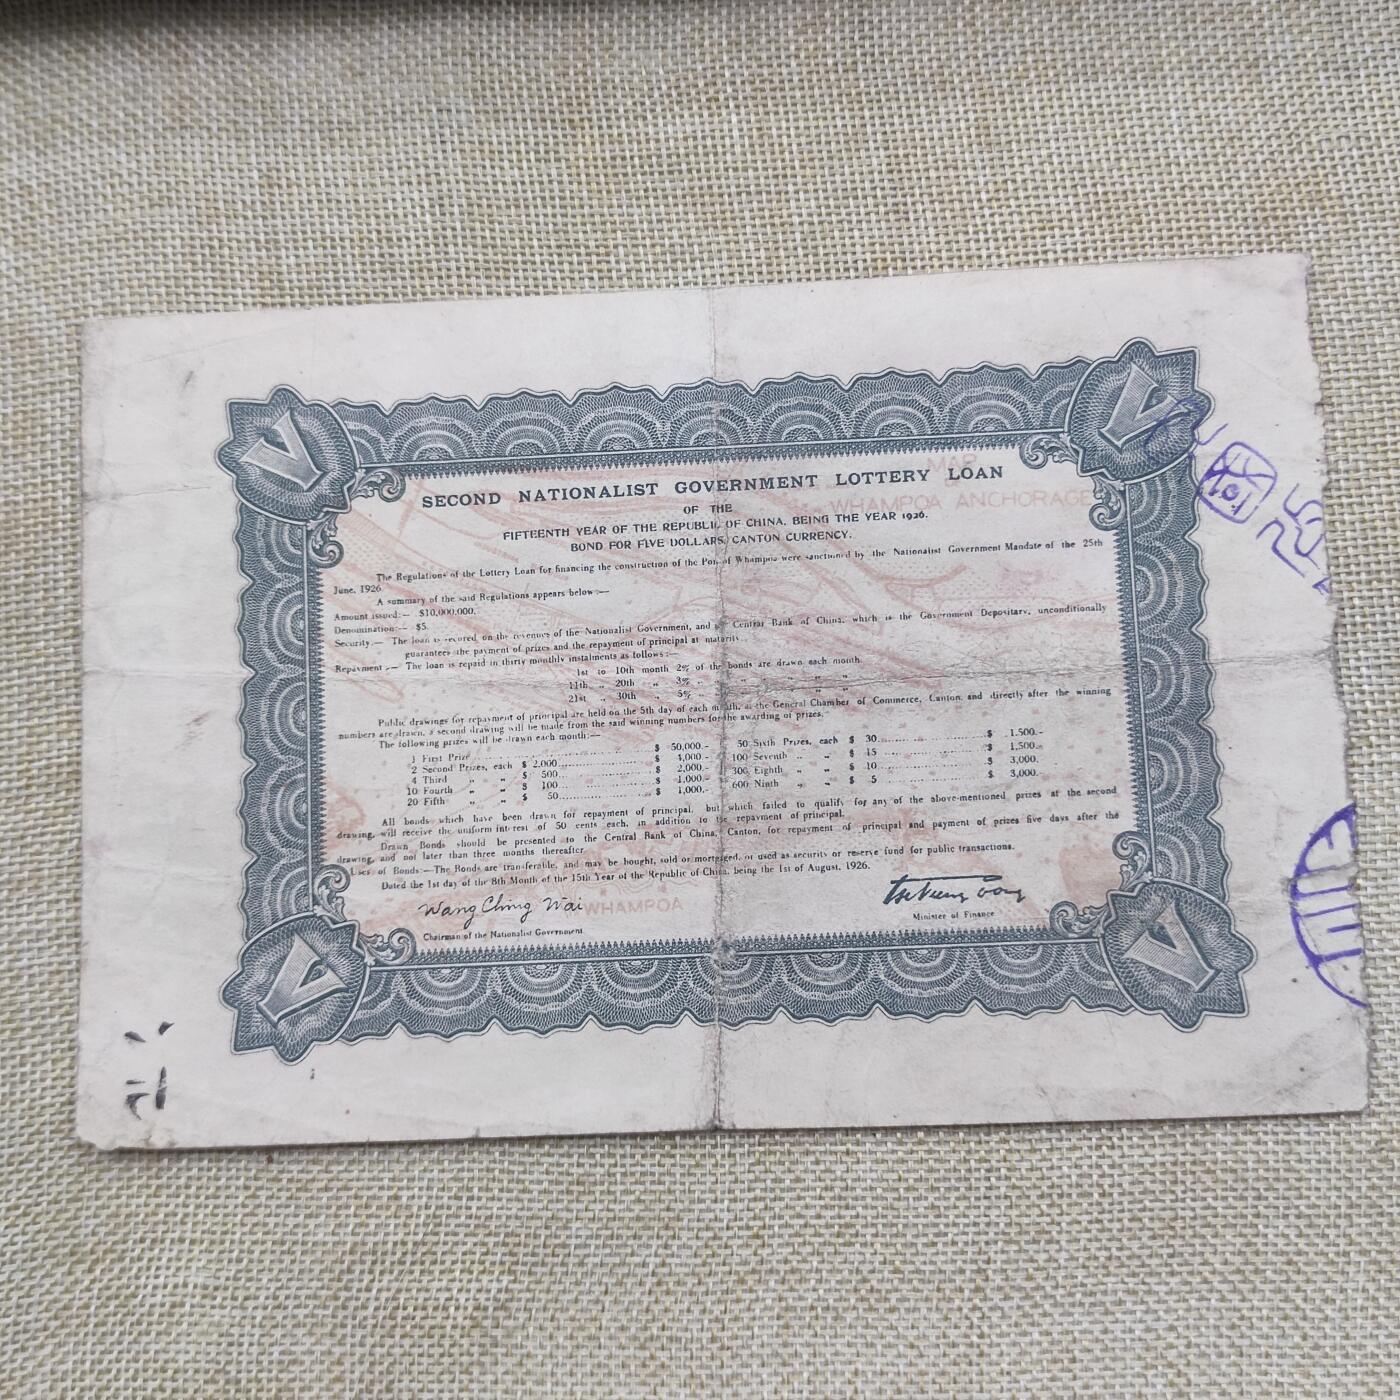 SECOND NATIONALIST GOVERNMENT LOTTERY LOAN
OF THE
FIFTEENTH YEAR OF THE REPUBLIC OF CHINA, BEING THE YEAR 1926.
BOND FOR FIVE DOLLARS, CANTON CURRENCY.
MAP
WHAMPOA ANCHORAGE
The Regulations of the Lottery Loan for financing the construction of the Port of Whampoa were sanctioned by the Nationalist Government Mandate of the 25th
June, 1926.
A summary of the said Regulations appears below:—
Amount issued:— $10,000,000.
Denomination:— $5.
Security.— The loan is secured on the revenues of the Nationalist Government, and the Central Bank of China, which is the Government Depositary, unconditionally
guarantees the payment of prizes and the repayment of principal at maturity.
Repayment.— The loan is repaid in thirty monthly instalments as follows:—
1st to 10th month 2% of the bonds are drawn each month.
11th „ 20th „ 3% „ „ „ „ „ „
21st „ 30th „ 5% „ „ „ „ „ „
Public drawings for repayment of principal are held on the 5th day of each month, at the General Chamber of Commerce, Canton, and directly after the winning
numbers are drawn, a second drawing will be made from the said winning numbers for the awarding of prizes.
The following prizes will be drawn each month:—
1 First Prize $ 50,000.-
2 Second Prizes, each $ 2,000 $ 4,000.-
4 Third „ „ $ 500 $ 2,000.-
10 Fourth „ „ $ 100 $ 1,000.-
20 Fifth „ „ $ 50 $ 1,000.-
50 Sixth Prizes, each $ 30 $ 1,500.-
100 Seventh „ „ $ 15 $ 1,500.-
300 Eighth „ „ $ 10 $ 3,000.
600 Ninth „ „ $ 5 $ 3,000.
All bonds which have been drawn for repayment of principal, but which failed to qualify for any of the above-mentioned prizes at the second
drawing, will receive the uniform interest of 50 cents each, in addition to the repayment of principal.
Drawn Bonds should be presented to the Central Bank of China, Canton, for repayment of principal and payment of prizes five days after the
drawing, and not later than three months thereafter.
Uses of Bonds:—The Bonds are transferable, and may be bought, sold or mortgaged, or used as security or reserve fund for public transactions.
Dated the 1st day of the 8th Month of the 15th Year of the Republic of China, being the 1st of August, 1926.
Wang Ching Wai
WHAMPOA
Chairman of the Nationalist Government
Minister of Finance
V
V
V
V